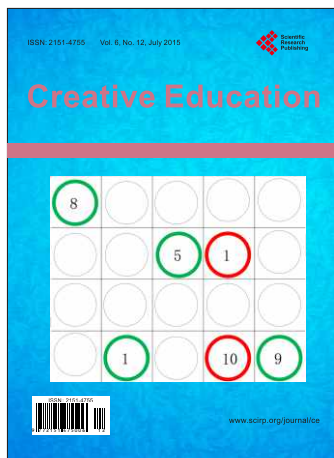 ISSN: 2151-4755 Vol. 6, No. 12, July 2015
Scientific
Research
Publishing
Creative Education
8
5 1
1 10 9
ISSN 2151-4755
www.scirp.org/journal/ce